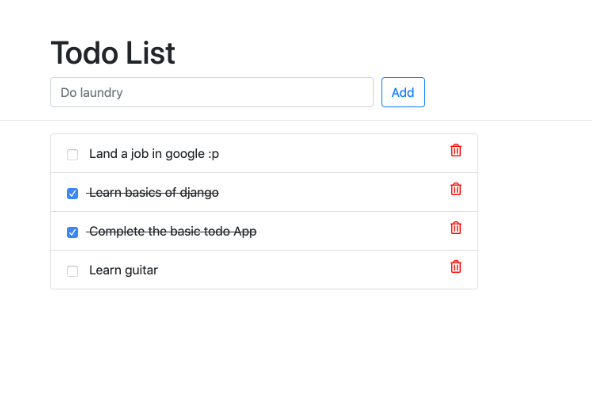 Todo List
Do laundry
Add
Land a job in google :p
Learn basics of django
Complete the basic todo App
Learn guitar